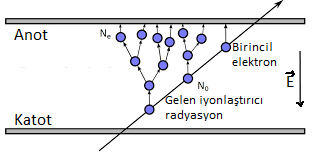 Anot
Nₑ
Birincil
elektron
E
N₀
Gelen iyonlaştırıcı
radyasyon
Katot